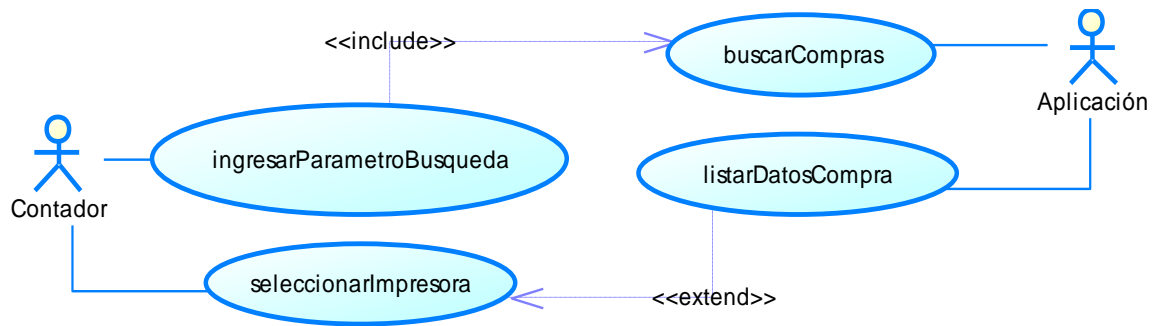 <<include>>
buscarCompras
Aplicación
ingresarParametroBusqueda
listarDatosCompra
Contador
seleccionarImpresora
<<extend>>